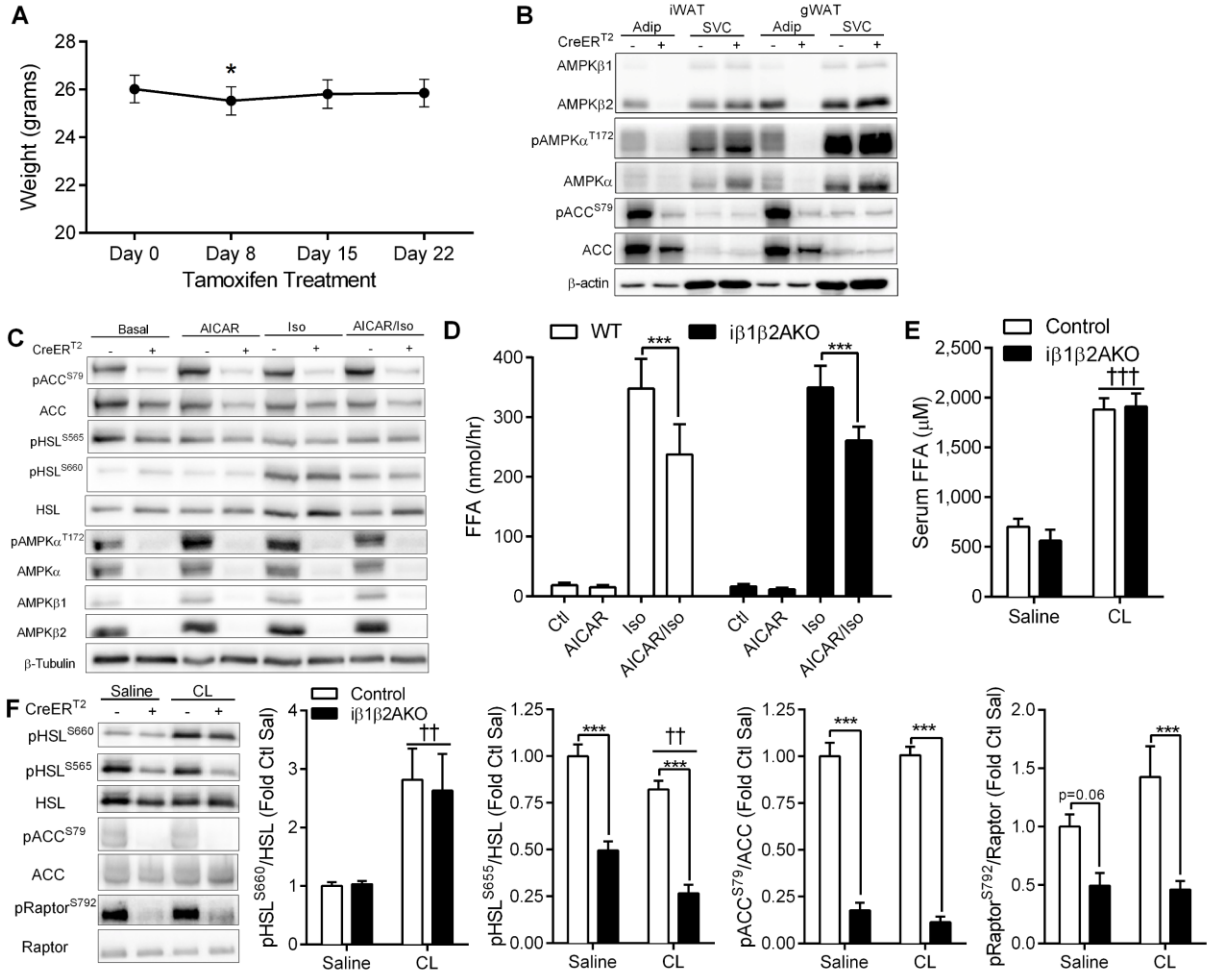 A
Weight (grams)
28
26
24
22
20
*
Day 0 Day 8 Day 15 Day 22
Tamoxifen Treatment
B
iWAT gWAT
Adip SVC Adip SVC
CreER^T2 - + - + - + - +
AMPKβ1
AMPKβ2
pAMPKα^T172
AMPKα
pACC^S79
ACC
β-actin
C
Basal AICAR Iso AICAR/Iso
CreER^T2 - + - + - + - +
pACC^S79
ACC
pHSL^S565
pHSL^S660
HSL
pAMPKα^T172
AMPKα
AMPKβ1
AMPKβ2
β-Tubulin
D
WT iβ1β2AKO
FFA (nmol/hr)
400
300
200
100
0
*** ***
Ctl AICAR Iso AICAR/Iso Ctl AICAR Iso AICAR/Iso
E
Control
iβ1β2AKO
Serum FFA (μM)
2,500
2,000
1,500
1,000
500
0
†††
Saline CL
F
Saline CL
CreER^T2 - + - +
pHSL^S660
pHSL^S565
HSL
pACC^S79
ACC
pRaptor^S792
Raptor
Control
iβ1β2AKO
pHSL^S660/HSL (Fold Ctl Sal)
4
3
2
1
0
††
Saline CL
pHSL^S655/HSL (Fold Ctl Sal)
1.25
1.00
0.75
0.50
0.25
0.00
***
††
***
Saline CL
pACC^S79/ACC (Fold Ctl Sal)
1.25
1.00
0.75
0.50
0.25
0.00
*** ***
Saline CL
pRaptor^S792/Raptor (Fold Ctl Sal)
2.0
1.5
1.0
0.5
0.0
p=0.06
***
Saline CL